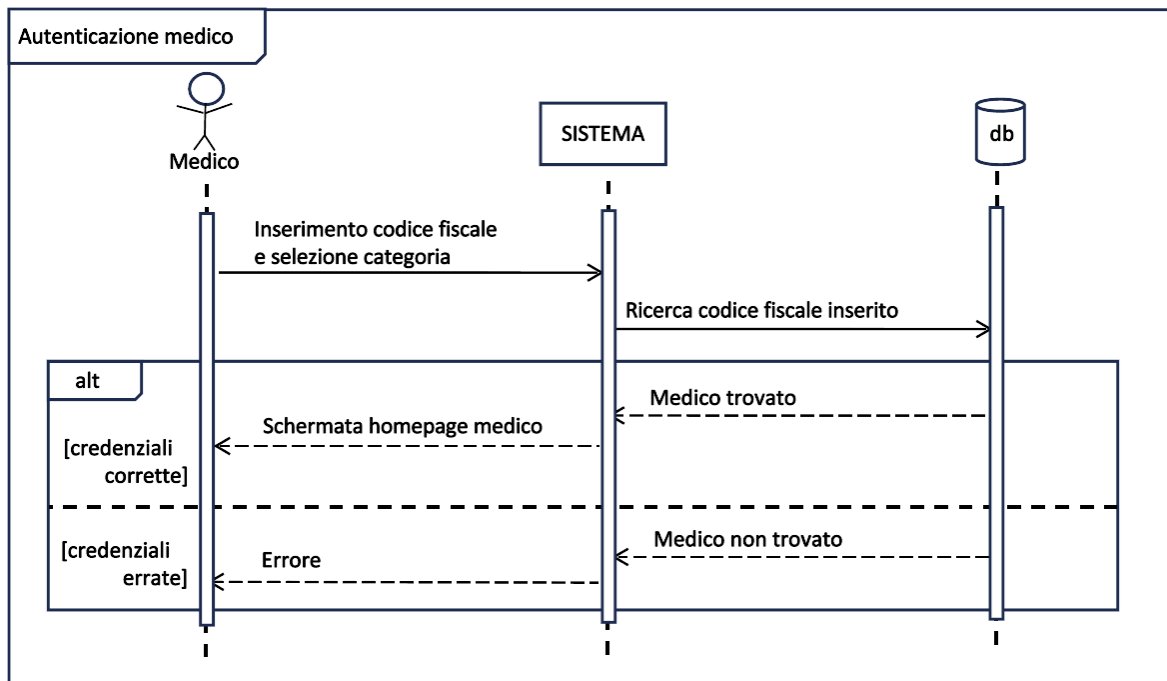 Autenticazione medico
Medico
SISTEMA
db
Inserimento codice fiscale
e selezione categoria
Ricerca codice fiscale inserito
alt
Medico trovato
Schermata homepage medico
[credenziali
corrette]
Medico non trovato
[credenziali
errate]
Errore